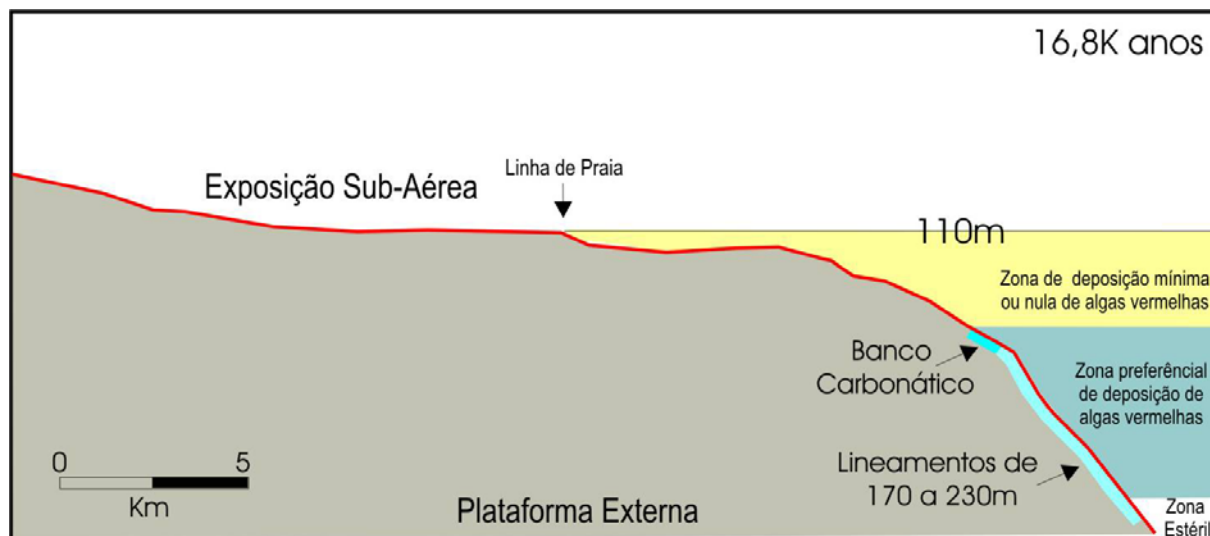 16,8K anos
Linha de Praia
Exposição Sub-Aérea
110m
Zona de deposição mínima
ou nula de algas vermelhas
Banco
Carbonático
Zona preferêncial
de deposição de
algas vermelhas
Lineamentos de
170 a 230m
0 5
Km
Plataforma Externa
Zona
Estéril